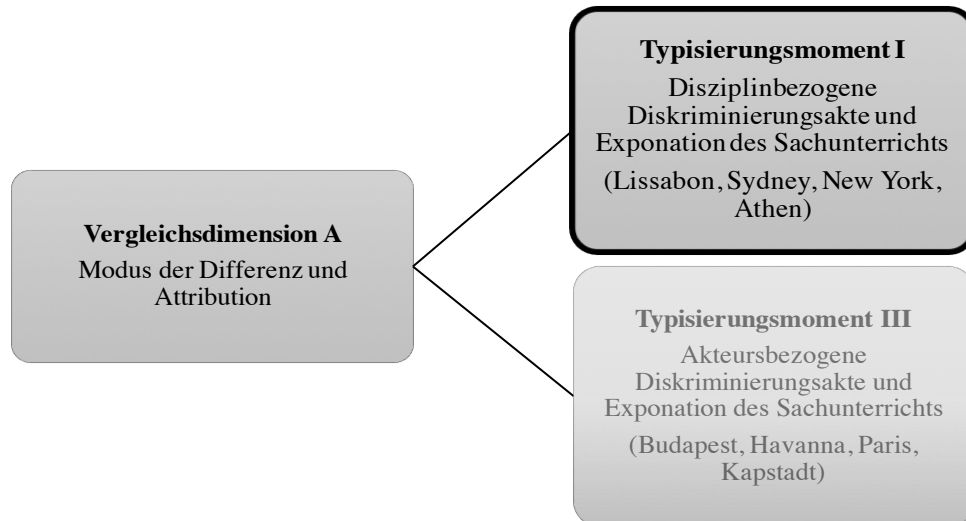 Vergleichsdimension A
Modus der Differenz und
Attribution
Typisierungsmoment I
Disziplinbezogene
Diskriminierungsakte und
Exponation des Sachunterrichts
(Lissabon, Sydney, New York,
Athen)
Typisierungsmoment III
Akteursbezogene
Diskriminierungsakte und
Exponation des Sachunterrichts
(Budapest, Havanna, Paris,
Kapstadt)